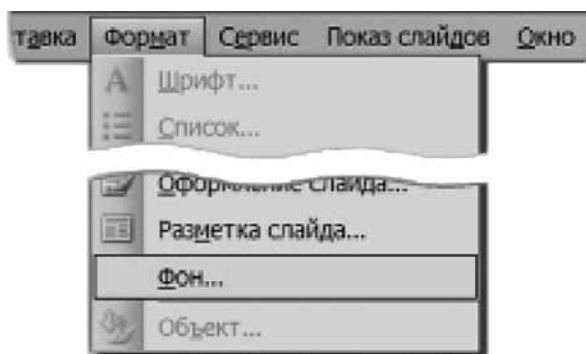 тавка Формат Сервис Показ слайдов Окно
Шрифт...
Список...
Оформление слайда...
Разметка слайда...
Фон...
Объект...